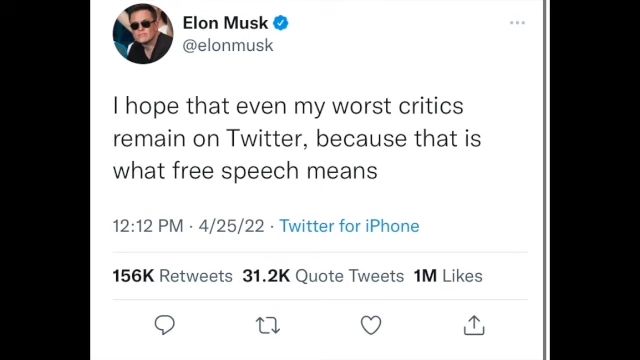 Elon Musk
@elonmusk
I hope that even my worst critics
remain on Twitter, because that is
what free speech means
12:12 PM · 4/25/22 · Twitter for iPhone
156K Retweets 31.2K Quote Tweets 1M Likes